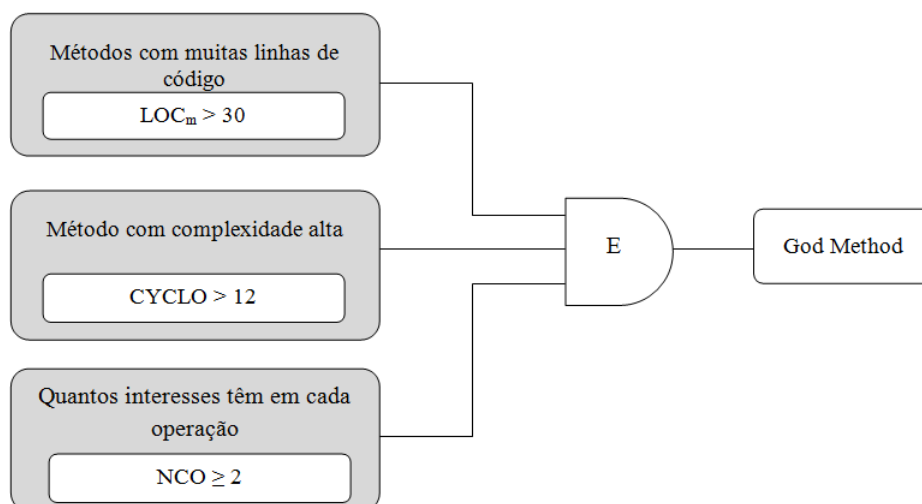 Métodos com muitas linhas de
código
LOCm > 30
Método com complexidade alta
CYCLO > 12
Quantos interesses têm em cada
operação
NCO ≥ 2
E
God Method